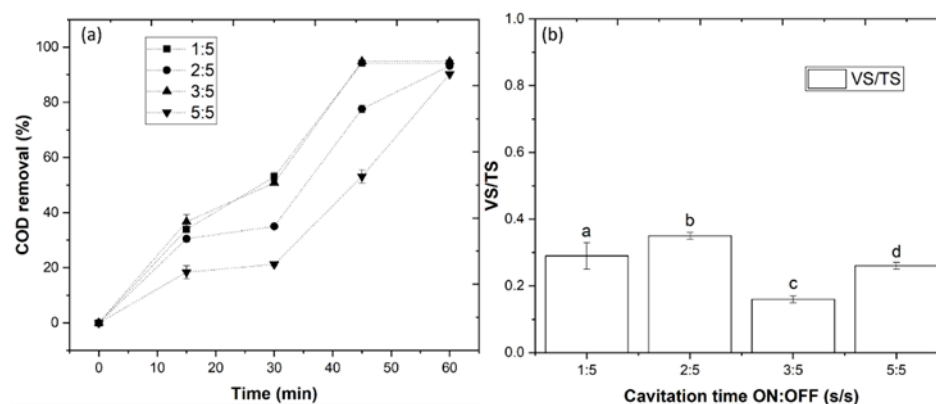 (a)
1:5
2:5
3:5
5:5
100
80
60
40
20
0
COD removal (%)
0 10 20 30 40 50 60
Time (min)
(b)
VS/TS
1.0
0.8
0.6
0.4
0.2
0.0
VS/TS
a b c d
1:5 2:5 3:5 5:5
Cavitation time ON:OFF (s/s)